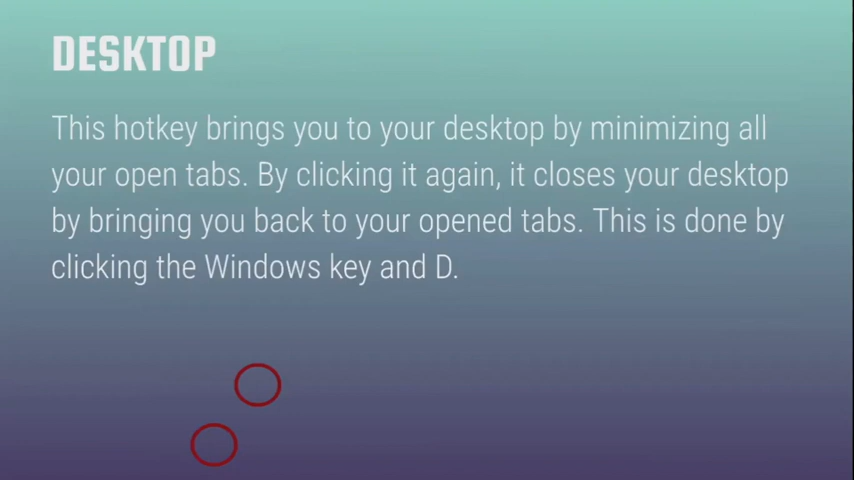 DESKTOP
This hotkey brings you to your desktop by minimizing all
your open tabs. By clicking it again, it closes your desktop
by bringing you back to your opened tabs. This is done by
clicking the Windows key and D.